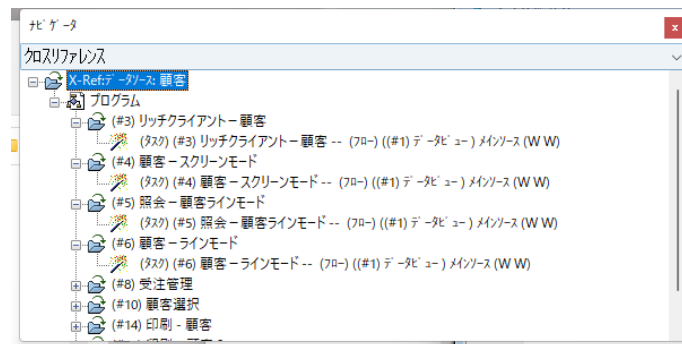 ナビゲータ
クロスリファレンス
X-Ref:データソース: 顧客
プログラム
(#3) リッチクライアントー顧客
(タスク) (#3) リッチクライアントー顧客 -- (フロー) ((#1) データビュー) メインソース (W W)
(#4) 顧客ースクリーンモード
(タスク) (#4) 顧客ースクリーンモード -- (フロー) ((#1) データビュー) メインソース (W W)
(#5) 照会ー顧客ラインモード
(タスク) (#5) 照会ー顧客ラインモード -- (フロー) ((#1) データビュー) メインソース (W W)
(#6) 顧客ーラインモード
(タスク) (#6) 顧客ーラインモード -- (フロー) ((#1) データビュー) メインソース (W W)
(#8) 受注管理
(#10) 顧客選択
(#14) 印刷 - 顧客